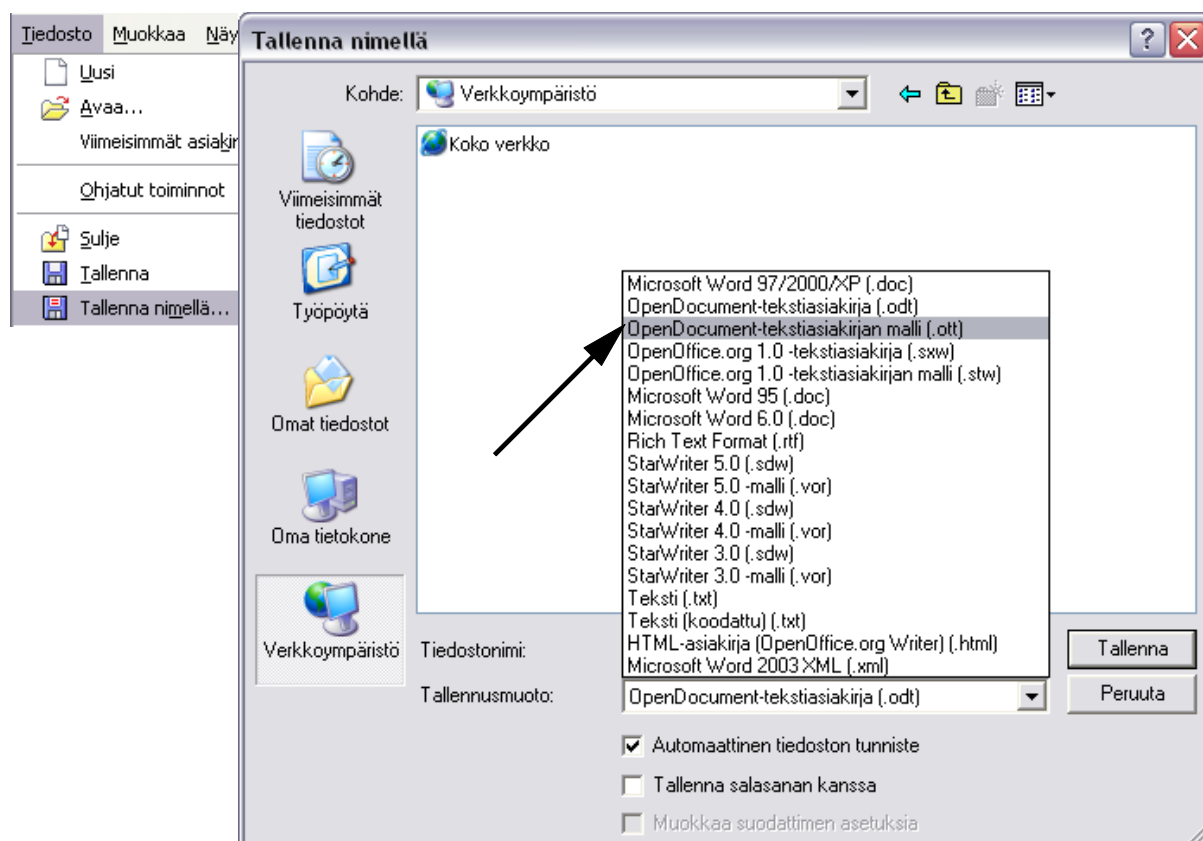 Tiedosto Muokkaa Näy
Uusi
Avaa...
Viimeisimmät asiakir
Ohjatut toiminnot
Sulje
Tallenna
Tallenna nimellä...
Tallenna nimellä
Kohde: Verkkoympäristö
Viimeisimmät
tiedostot
Työpöytä
Omat tiedostot
Oma tietokone
Verkkoympäristö
Koko verkko
Microsoft Word 97/2000/XP (.doc)
OpenDocument-tekstiasiakirja (.odt)
OpenDocument-tekstiasiakirjan malli (.ott)
OpenOffice.org 1.0 -tekstiasiakirja (.sxw)
OpenOffice.org 1.0 -tekstiasiakirjan malli (.stw)
Microsoft Word 95 (.doc)
Microsoft Word 6.0 (.doc)
Rich Text Format (.rtf)
StarWriter 5.0 (.sdw)
StarWriter 5.0 -malli (.vor)
StarWriter 4.0 (.sdw)
StarWriter 4.0 -malli (.vor)
StarWriter 3.0 (.sdw)
StarWriter 3.0 -malli (.vor)
Teksti (.txt)
Teksti (koodattu) (.txt)
HTML-asiakirja (OpenOffice.org Writer) (.html)
Microsoft Word 2003 XML (.xml)
Tiedostonimi:
Tallenna
Tallennusmuoto: OpenDocument-tekstiasiakirja (.odt)
Peruuta
Automaattinen tiedoston tunniste
Tallenna salasanan kanssa
Muokkaa suodattimen asetuksia